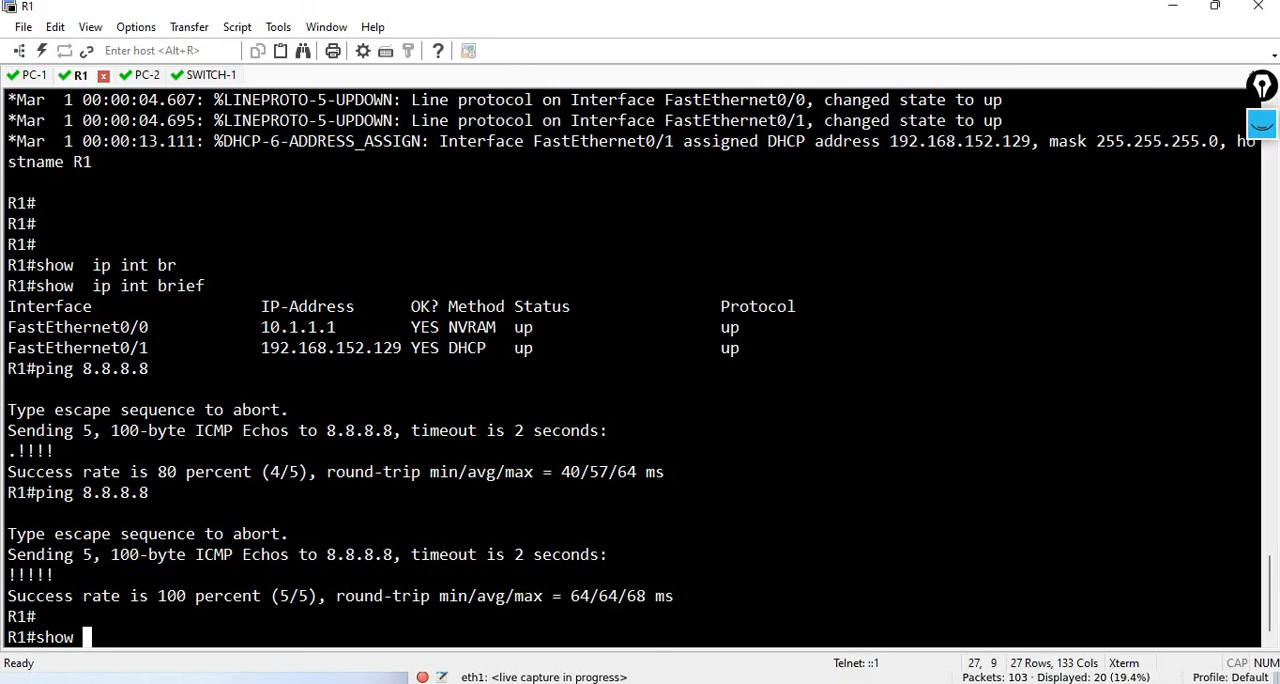 R1
File Edit View Options Transfer Script Tools Window Help
Enter host <Alt+R>
PC-1 R1 PC-2 SWITCH-1
*Mar  1 00:00:04.607: %LINEPROTO-5-UPDOWN: Line protocol on Interface FastEthernet0/0, changed state to up
*Mar  1 00:00:04.695: %LINEPROTO-5-UPDOWN: Line protocol on Interface FastEthernet0/1, changed state to up
*Mar  1 00:00:13.111: %DHCP-6-ADDRESS_ASSIGN: Interface FastEthernet0/1 assigned DHCP address 192.168.152.129, mask 255.255.255.0, ho
stname R1
R1#
R1#
R1#
R1#show  ip int br
R1#show  ip int brief
Interface                  IP-Address      OK? Method Status                Protocol
FastEthernet0/0            10.1.1.1        YES NVRAM  up                    up
FastEthernet0/1            192.168.152.129 YES DHCP   up                    up
R1#ping 8.8.8.8
Type escape sequence to abort.
Sending 5, 100-byte ICMP Echos to 8.8.8.8, timeout is 2 seconds:
.!!!!
Success rate is 80 percent (4/5), round-trip min/avg/max = 40/57/64 ms
R1#ping 8.8.8.8
Type escape sequence to abort.
Sending 5, 100-byte ICMP Echos to 8.8.8.8, timeout is 2 seconds:
!!!!!
Success rate is 100 percent (5/5), round-trip min/avg/max = 64/64/68 ms
R1#
R1#show
Ready Telnet: ::1 27, 9 27 Rows, 133 Cols Xterm CAP NUM
eth1: <live capture in progress> Packets: 103 · Displayed: 20 (19.4%) Profile: Default